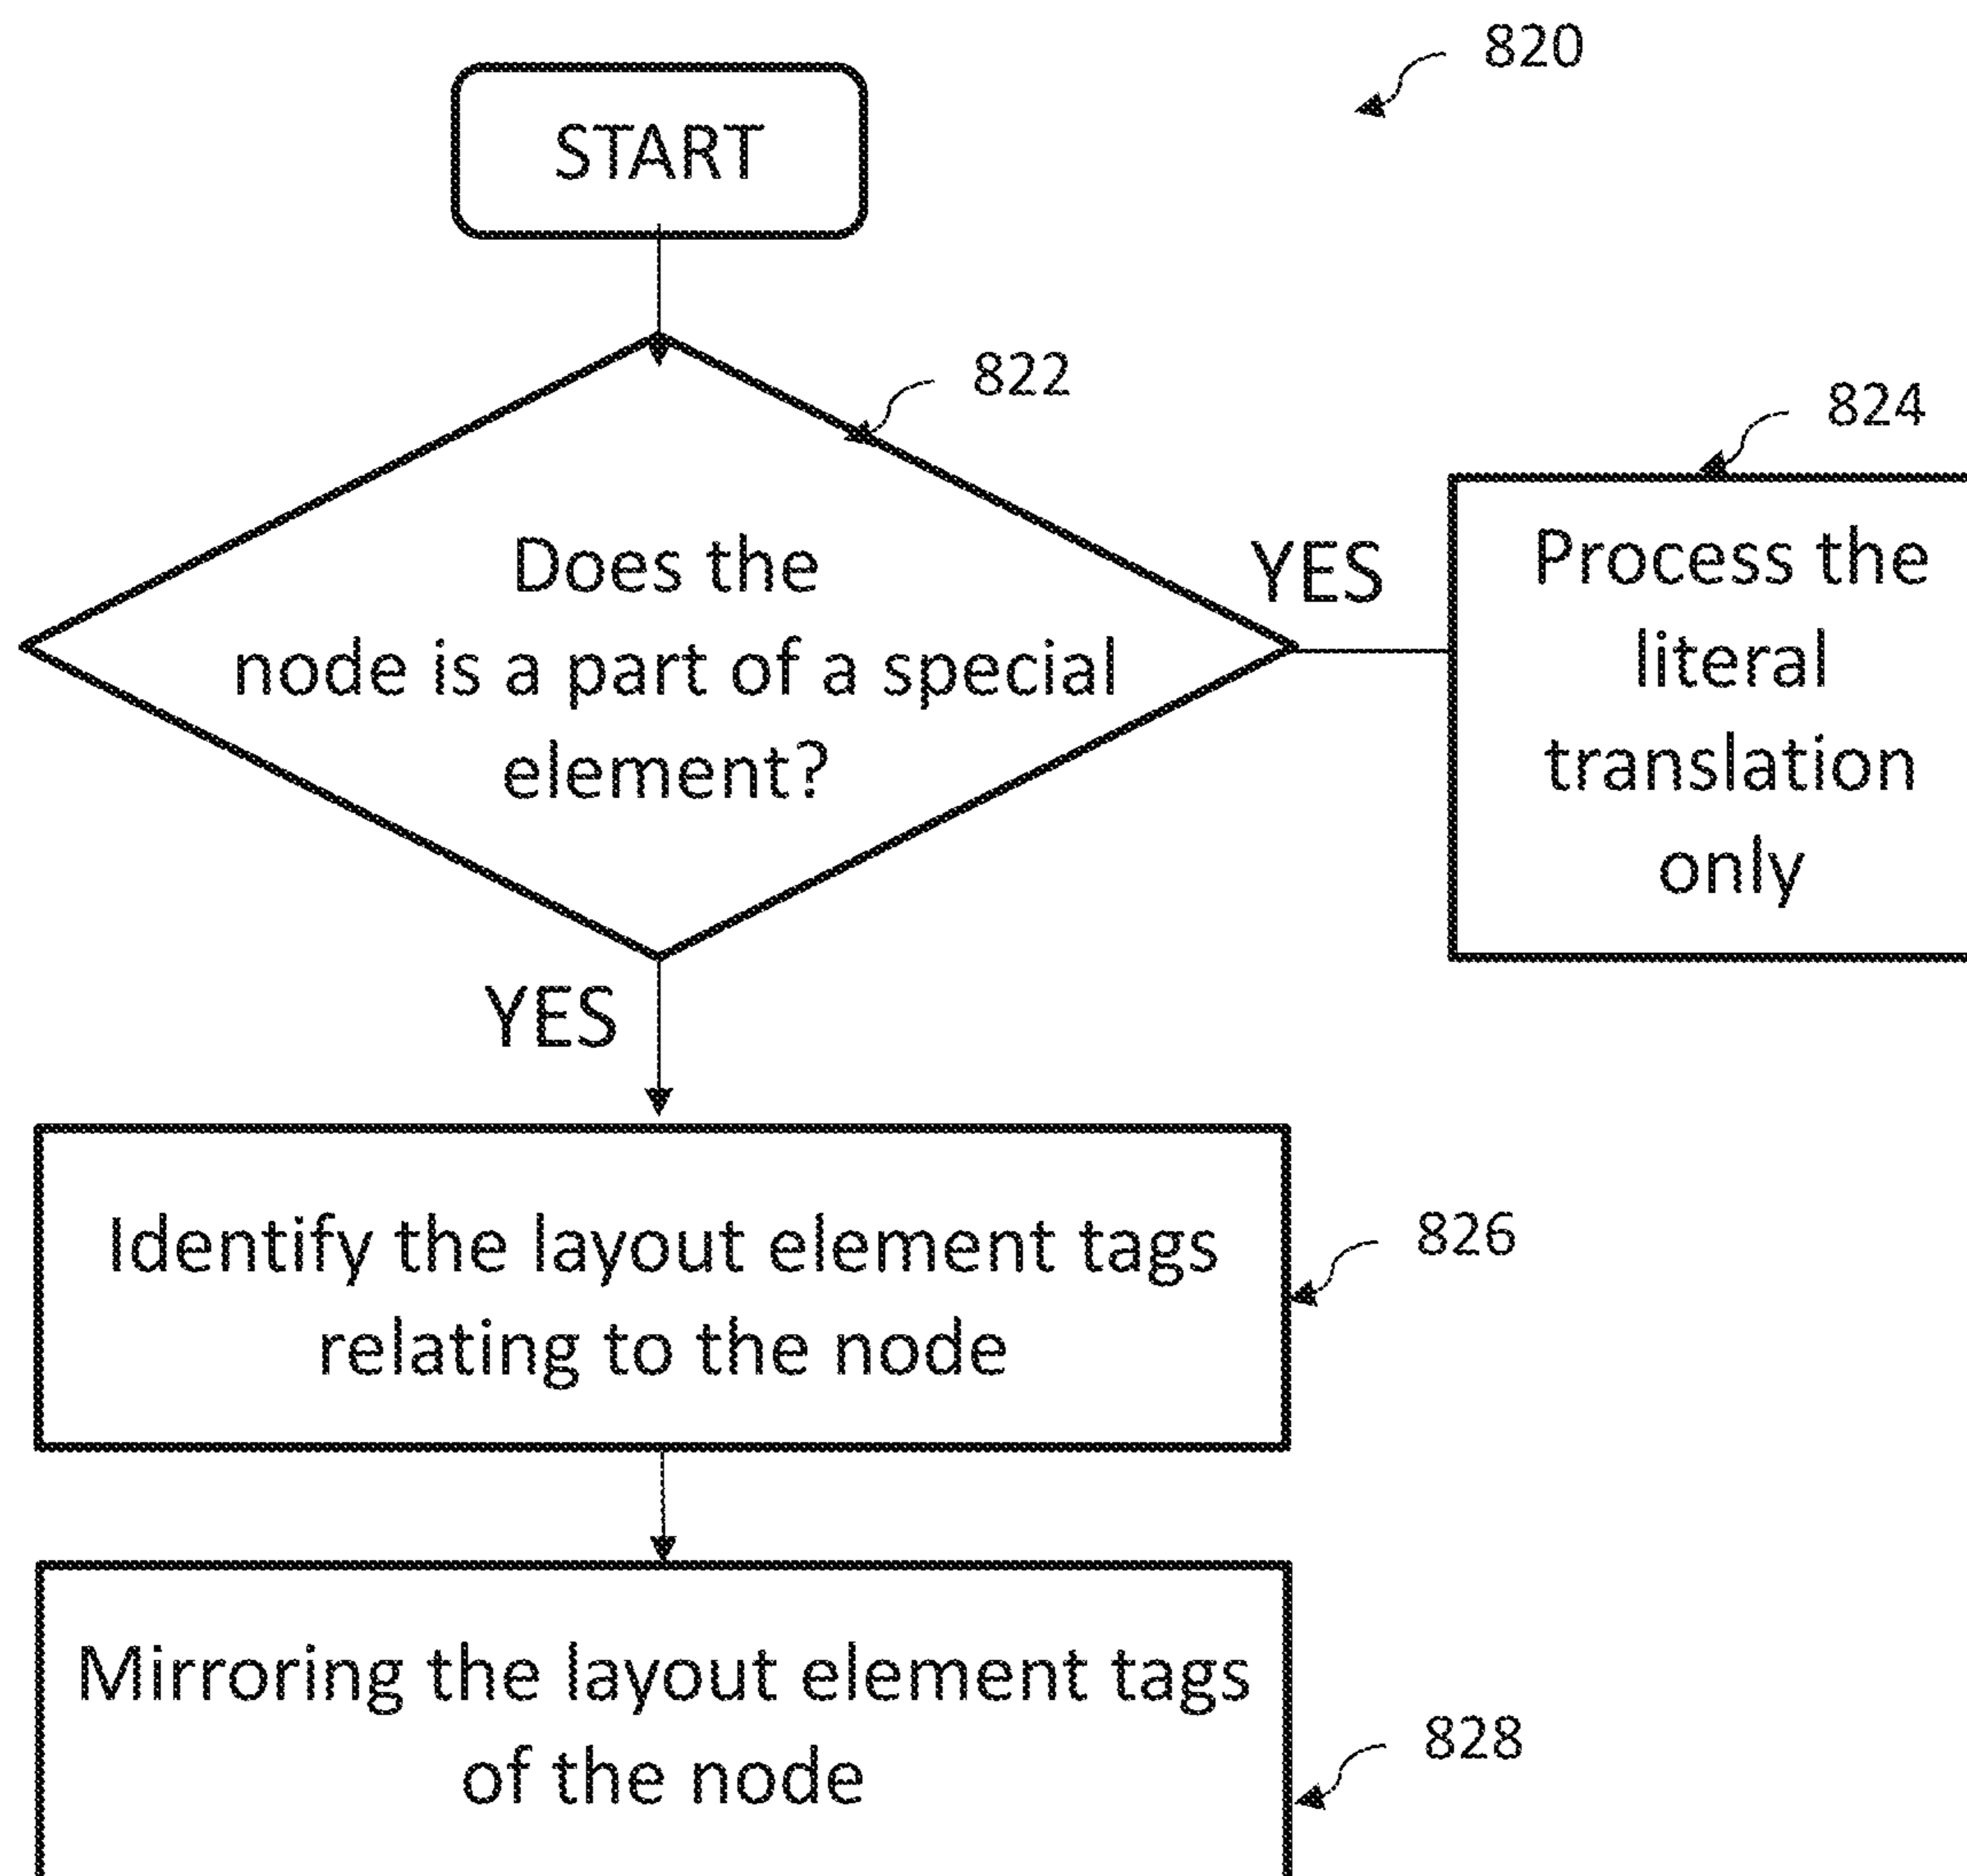 820
START
822
824
Does the
node is a part of a special
element?
YES
Process the
literal
translation
only
YES
Identify the layout element tags
relating to the node
826
Mirroring the layout element tags
of the node
828